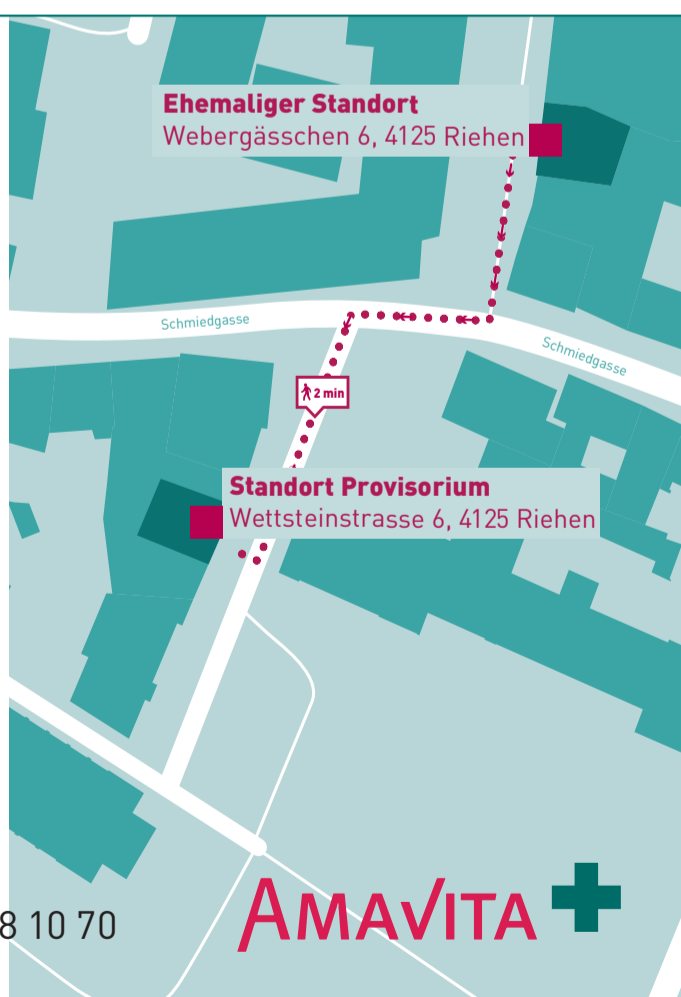 Ehemaliger Standort
Webergässchen 6, 4125 Riehen
Schmiedgasse
Schmiedgasse
2 min
Standort Provisorium
Wettsteinstrasse 6, 4125 Riehen
8 10 70
AMAVITA